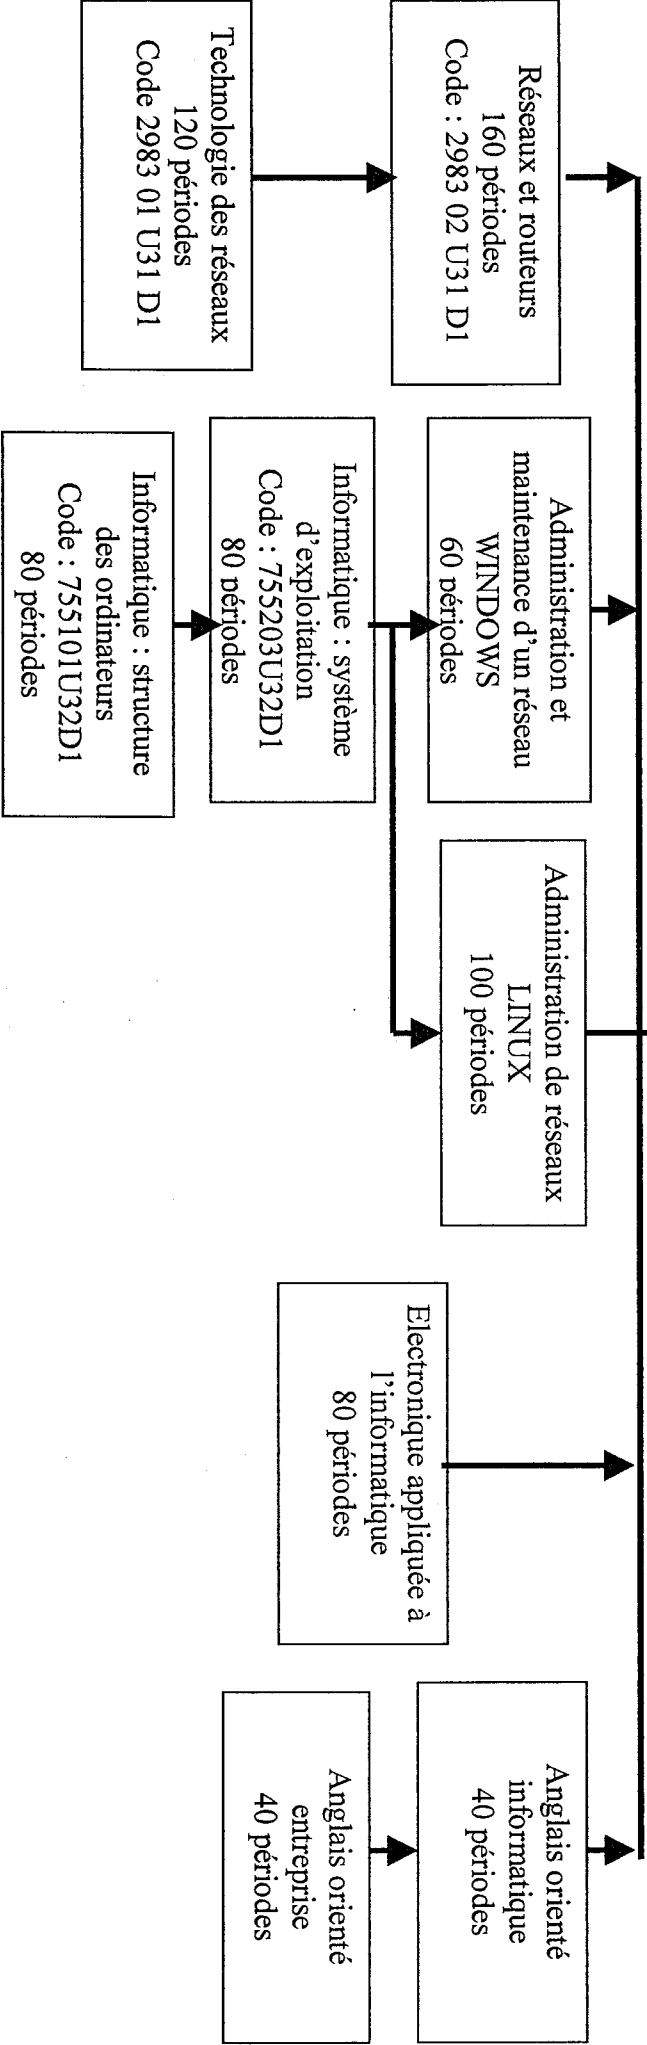 Réseaux et routeurs
160 périodes
Code : 2983 02 U31 D1
Technologie des réseaux
120 périodes
Code 2983 01 U31 D1
Administration et
maintenance d'un réseau
WINDOWS
60 périodes
Informatique : système
d'exploitation
Code : 755203U32D1
80 périodes
Informatique : structure
des ordinateurs
Code : 755101U32D1
80 périodes
Administration de réseaux
LINUX
100 périodes
Electronique appliquée à
l'informatique
80 périodes
Anglais orienté
informatique
40 périodes
Anglais orienté
entreprise
40 périodes